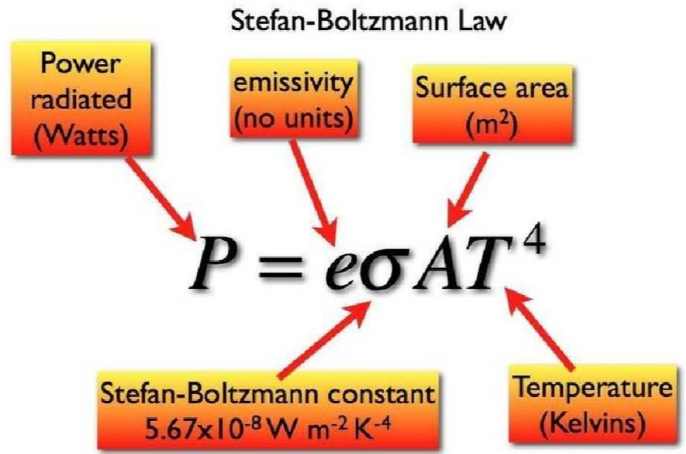 Stefan-Boltzmann Law
Power
radiated
(Watts)
emissivity
(no units)
Surface area
(m²)
P = eσAT⁴
Stefan-Boltzmann constant
5.67x10⁻⁸ W m⁻² K⁻⁴
Temperature
(Kelvins)